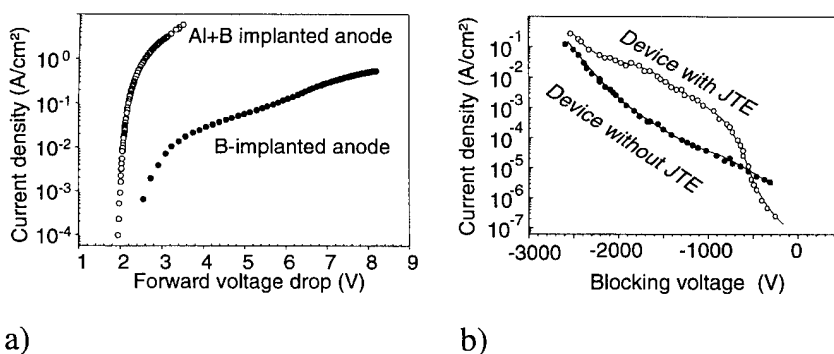 Current density (A/cm²)
10⁰
10⁻¹
10⁻²
10⁻³
10⁻⁴
Al+B implanted anode
B-implanted anode
1 2 3 4 5 6 7 8 9
Forward voltage drop (V)
a)
Current density (A/cm²)
10⁻¹
10⁻²
10⁻³
10⁻⁴
10⁻⁵
10⁻⁶
10⁻⁷
Device with JTE
Device without JTE
-3000 -2000 -1000 0
Blocking voltage (V)
b)